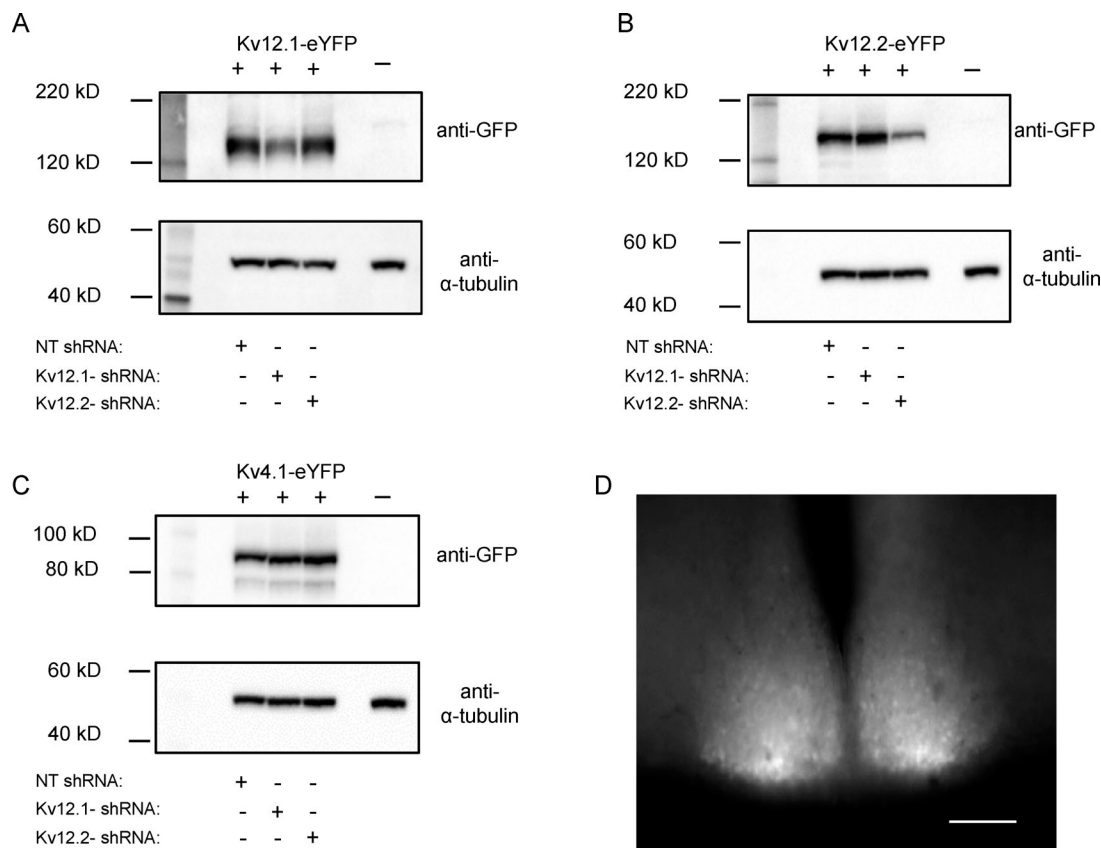 A
Kv12.1-eYFP
+ + + –
220 kD
anti-GFP
120 kD
60 kD
anti-
α-tubulin
40 kD
NT shRNA: + - -
Kv12.1- shRNA: - + -
Kv12.2- shRNA: - - +
B
Kv12.2-eYFP
+ + + –
220 kD
anti-GFP
120 kD
60 kD
anti-
α-tubulin
40 kD
NT shRNA: + - -
Kv12.1- shRNA: - + -
Kv12.2- shRNA: - - +
C
Kv4.1-eYFP
+ + + –
100 kD
anti-GFP
80 kD
60 kD
anti-
α-tubulin
40 kD
NT shRNA: + - -
Kv12.1- shRNA: - + -
Kv12.2- shRNA: - - +
D